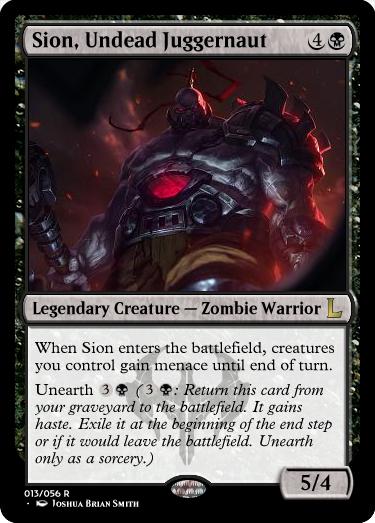 Sion, Undead Juggernaut 4
Legendary Creature — Zombie Warrior L
When Sion enters the battlefield, creatures
you control gain menace until end of turn.
Unearth 3 ( 3 : Return this card from
your graveyard to the battlefield. It gains
haste. Exile it at the beginning of the end step
or if it would leave the battlefield. Unearth
only as a sorcery.)
5/4
013/056 R
• Joshua Brian Smith